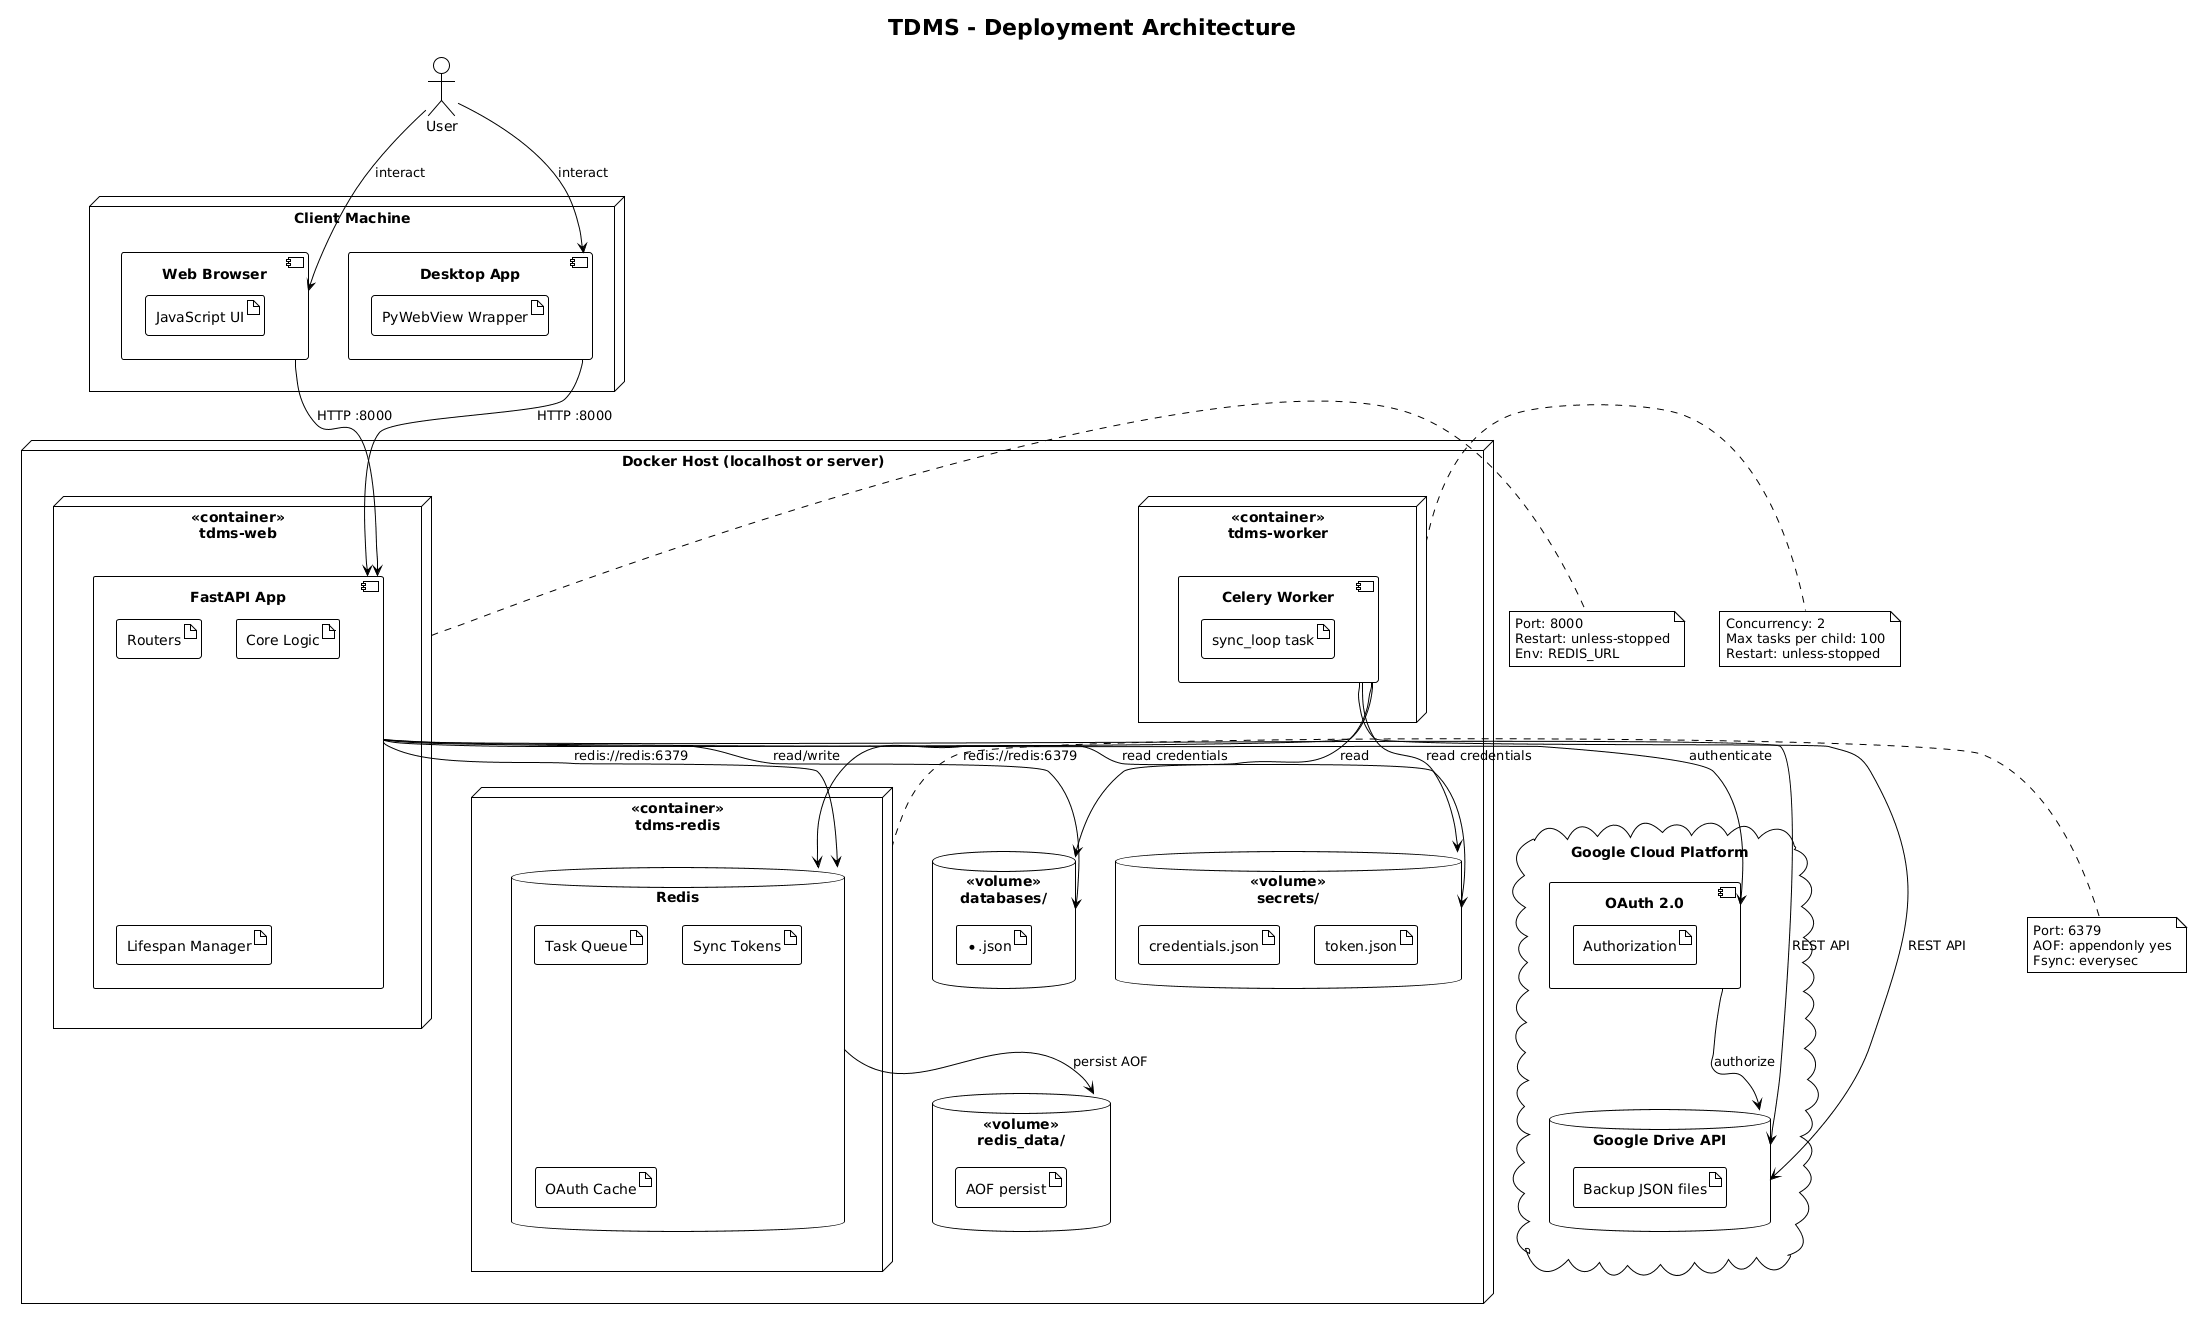 TDMS - Deployment Architecture
User
interact
interact
Client Machine
Web Browser
JavaScript UI
Desktop App
PyWebView Wrapper
HTTP :8000
HTTP :8000
Docker Host (localhost or server)
«container»
tdms-web
FastAPI App
Routers
Core Logic
Lifespan Manager
«container»
tdms-worker
Celery Worker
sync_loop task
Port: 8000
Restart: unless-stopped
Env: REDIS_URL
Concurrency: 2
Max tasks per child: 100
Restart: unless-stopped
redis://redis:6379
read/write
redis://redis:6379
read credentials
read
read credentials
authenticate
«container»
tdms-redis
Redis
Task Queue
Sync Tokens
OAuth Cache
«volume»
databases/
•.json
«volume»
secrets/
credentials.json
token.json
persist AOF
«volume»
redis_data/
AOF persist
Google Cloud Platform
OAuth 2.0
Authorization
REST API
REST API
authorize
Google Drive API
Backup JSON files
Port: 6379
AOF: appendonly yes
Fsync: everysec